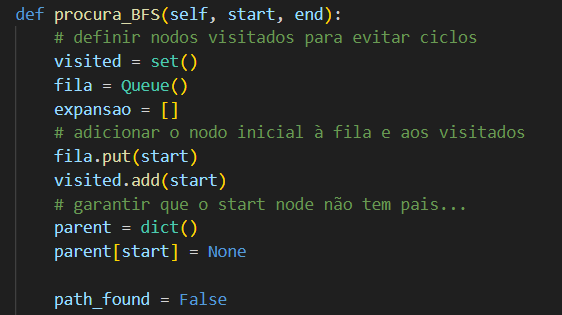 def procura_BFS(self, start, end):
    # definir nodos visitados para evitar ciclos
    visited = set()
    fila = Queue()
    expansao = []
    # adicionar o nodo inicial à fila e aos visitados
    fila.put(start)
    visited.add(start)
    # garantir que o start node não tem pais...
    parent = dict()
    parent[start] = None

    path_found = False